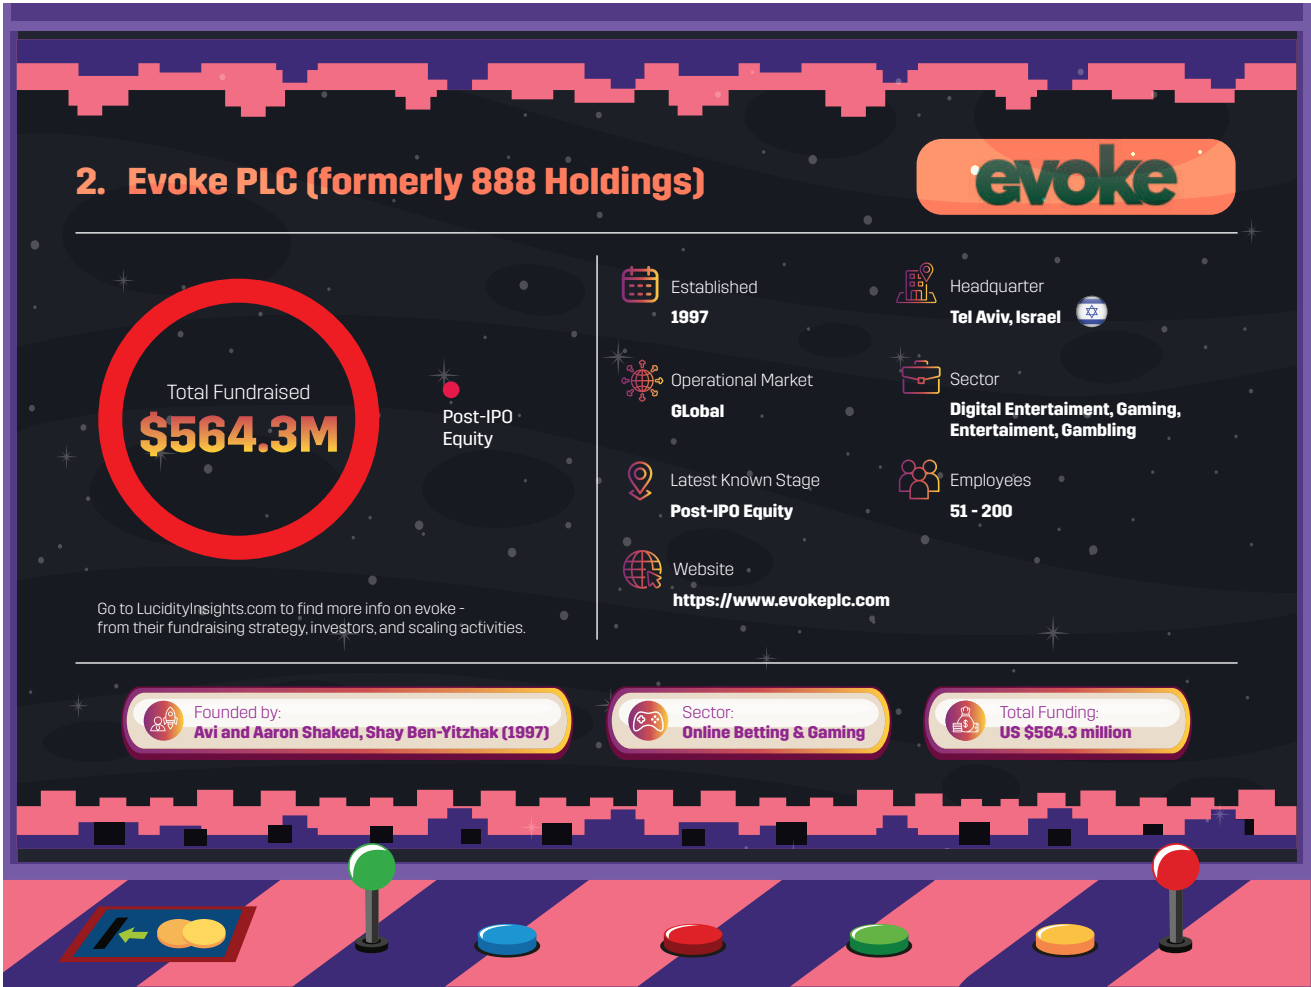 2. Evoke PLC (formerly 888 Holdings)
evoke
Total Fundraised
$564.3M
Post-IPO
Equity
Established
1997
Headquarter
Tel Aviv, Israel
Operational Market
GLobal
Sector
Digital Entertaiment, Gaming,
Entertaiment, Gambling
Latest Known Stage
Post-IPO Equity
Employees
51 - 200
Website
https://www.evokeplc.com
Go to LucidityInsights.com to find more info on evoke -
from their fundraising strategy, investors, and scaling activities.
Founded by:
Avi and Aaron Shaked, Shay Ben-Yitzhak (1997)
Sector:
Online Betting & Gaming
Total Funding:
US $564.3 million